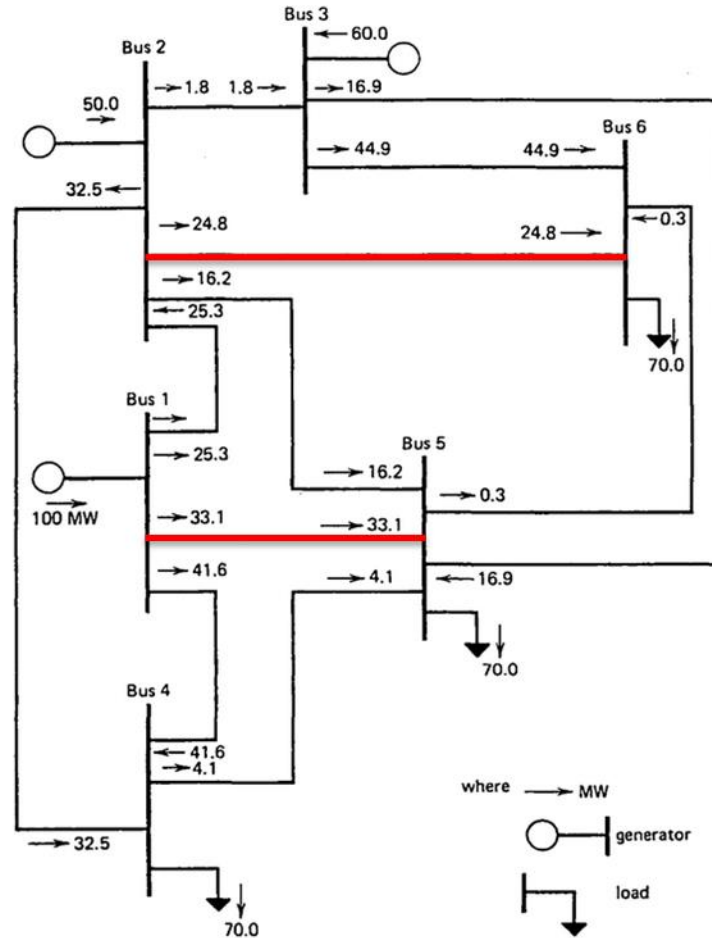 Bus 3
60.0
Bus 2
1.8
1.8
16.9
50.0
Bus 6
44.9
44.9
32.5
0.3
24.8
24.8
16.2
25.3
70.0
Bus 1
Bus 5
25.3
16.2
0.3
100 MW
33.1
33.1
41.6
4.1
16.9
70.0
Bus 4
41.6
4.1
where MW
generator
32.5
load
70.0